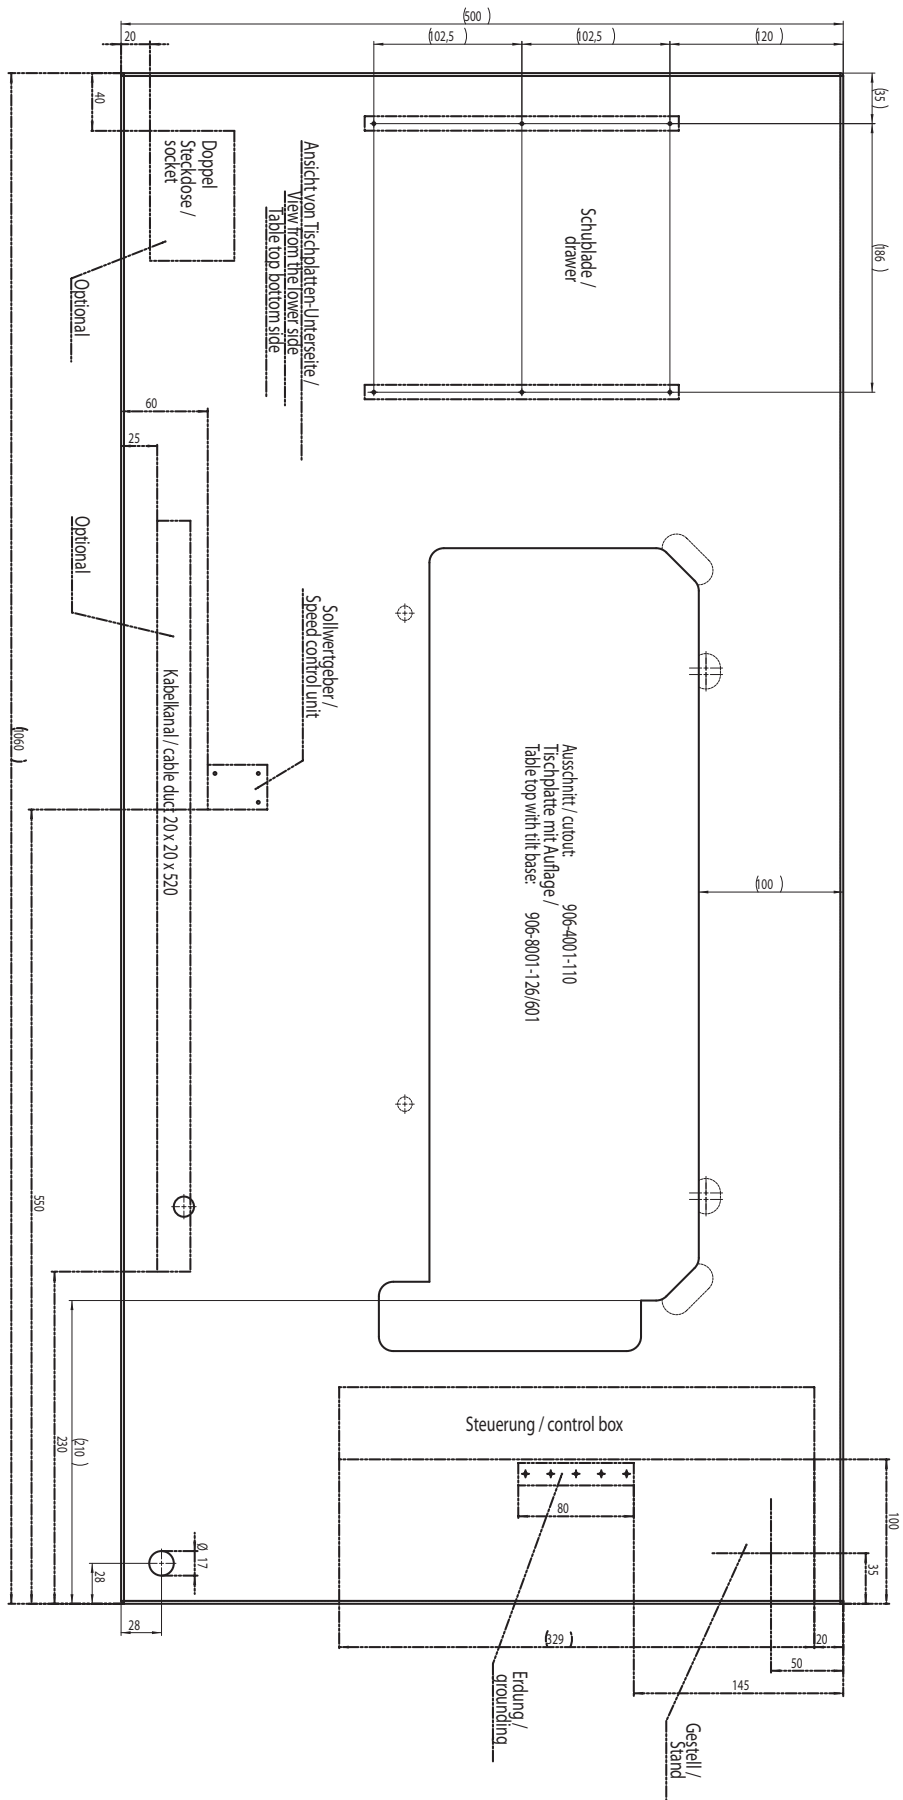 (500)
20
(102,5)
(102,5)
(120)
40
(35)
(186)
Doppel
Steckdose /
socket
Optional
Ansicht von Tischplatten-Unterseite /
View from the lower side
Table top bottom side
Schublade /
drawer
60
25
Optional
Kabelkanal / cable duct 20 x 20 x 520
Sollwertgeber /
Speed control unit
Ausschnitt / cutout: 906-4001-110
Tischplatte mit Auflage /
Table top with tilt base: 906-8001-126/601
(100)
(1060)
550
230
(210)
Steuerung / control box
80
100
35
Ø 17
28
28
(329)
20
50
145
Erdung /
grounding
Gestell /
Stand